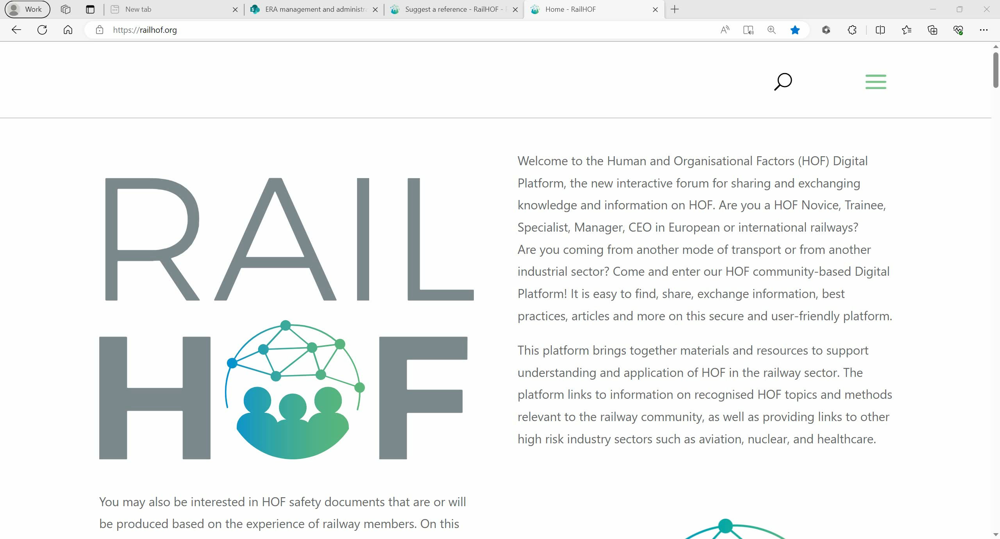 Work
New tab
ERA management and administra
Suggest a reference - RailHOF -
Home - RailHOF
https://railhof.org
RAIL
HOF
Welcome to the Human and Organisational Factors (HOF) Digital
Platform, the new interactive forum for sharing and exchanging
knowledge and information on HOF. Are you a HOF Novice, Trainee,
Specialist, Manager, CEO in European or international railways?
Are you coming from another mode of transport or from another
industrial sector? Come and enter our HOF community-based Digital
Platform! It is easy to find, share, exchange information, best
practices, articles and more on this secure and user-friendly platform.
This platform brings together materials and resources to support
understanding and application of HOF in the railway sector. The
platform links to information on recognised HOF topics and methods
relevant to the railway community, as well as providing links to other
high risk industry sectors such as aviation, nuclear, and healthcare.
You may also be interested in HOF safety documents that are or will
be produced based on the experience of railway members. On this